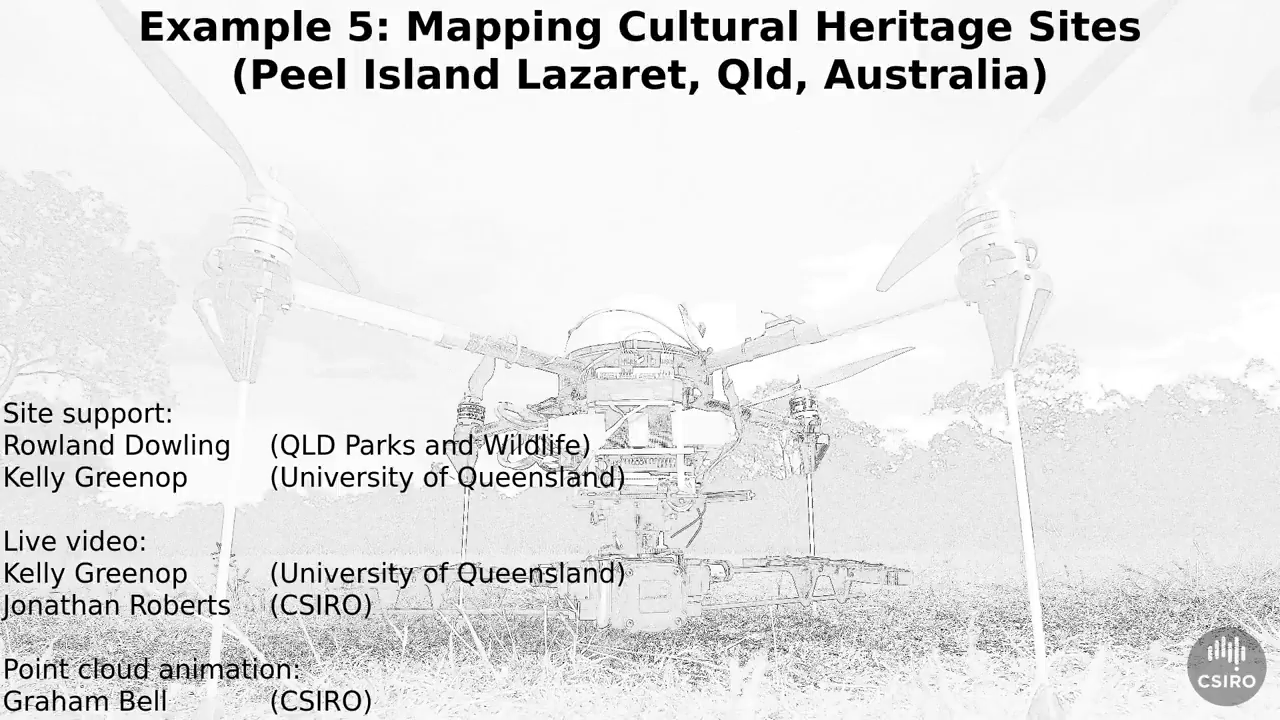 Example 5: Mapping Cultural Heritage Sites
(Peel Island Lazaret, Qld, Australia)
Site support:
Rowland Dowling (QLD Parks and Wildlife)
Kelly Greenop (University of Queensland)
Live video:
Kelly Greenop (University of Queensland)
Jonathan Roberts (CSIRO)
Point cloud animation:
Graham Bell (CSIRO)
CSIRO